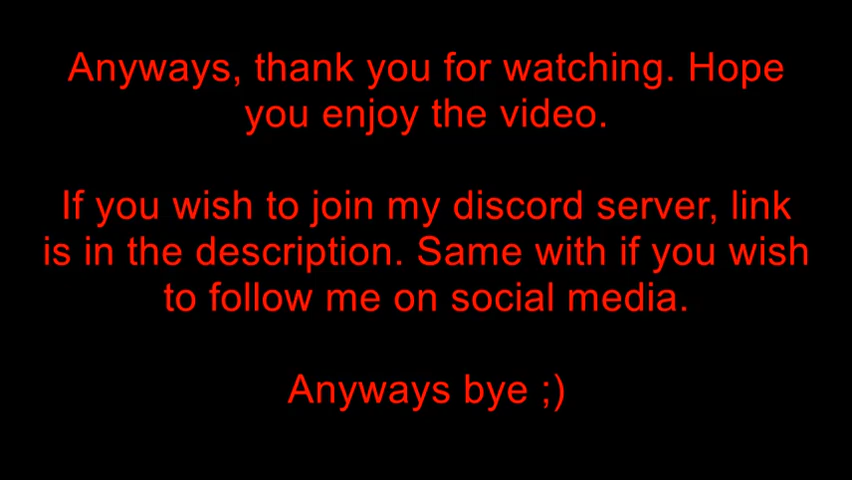 Anyways, thank you for watching. Hope
you enjoy the video.
If you wish to join my discord server, link
is in the description. Same with if you wish
to follow me on social media.
Anyways bye ;)